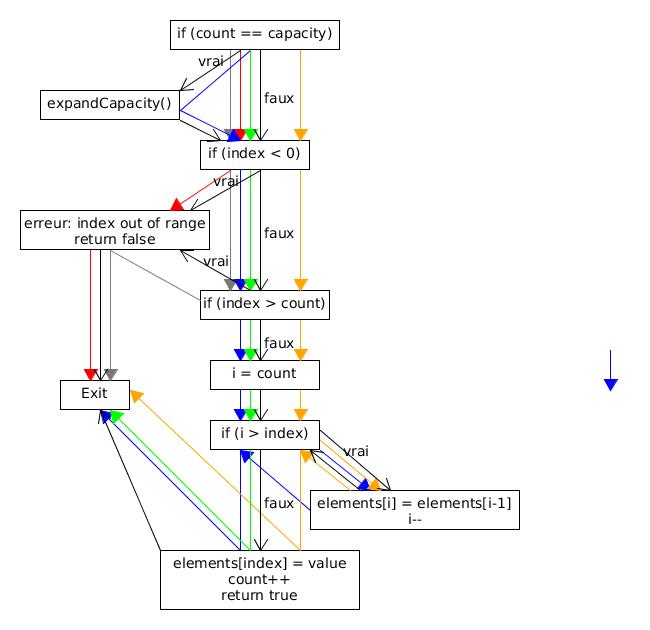 if (count == capacity)
vrai
expandCapacity()
faux
if (index < 0)
vrai
erreur: index out of range
return false
faux
vrai
if (index > count)
faux
i = count
Exit
if (i > index)
vrai
elements[i] = elements[i-1]
i--
faux
elements[index] = value
count++
return true